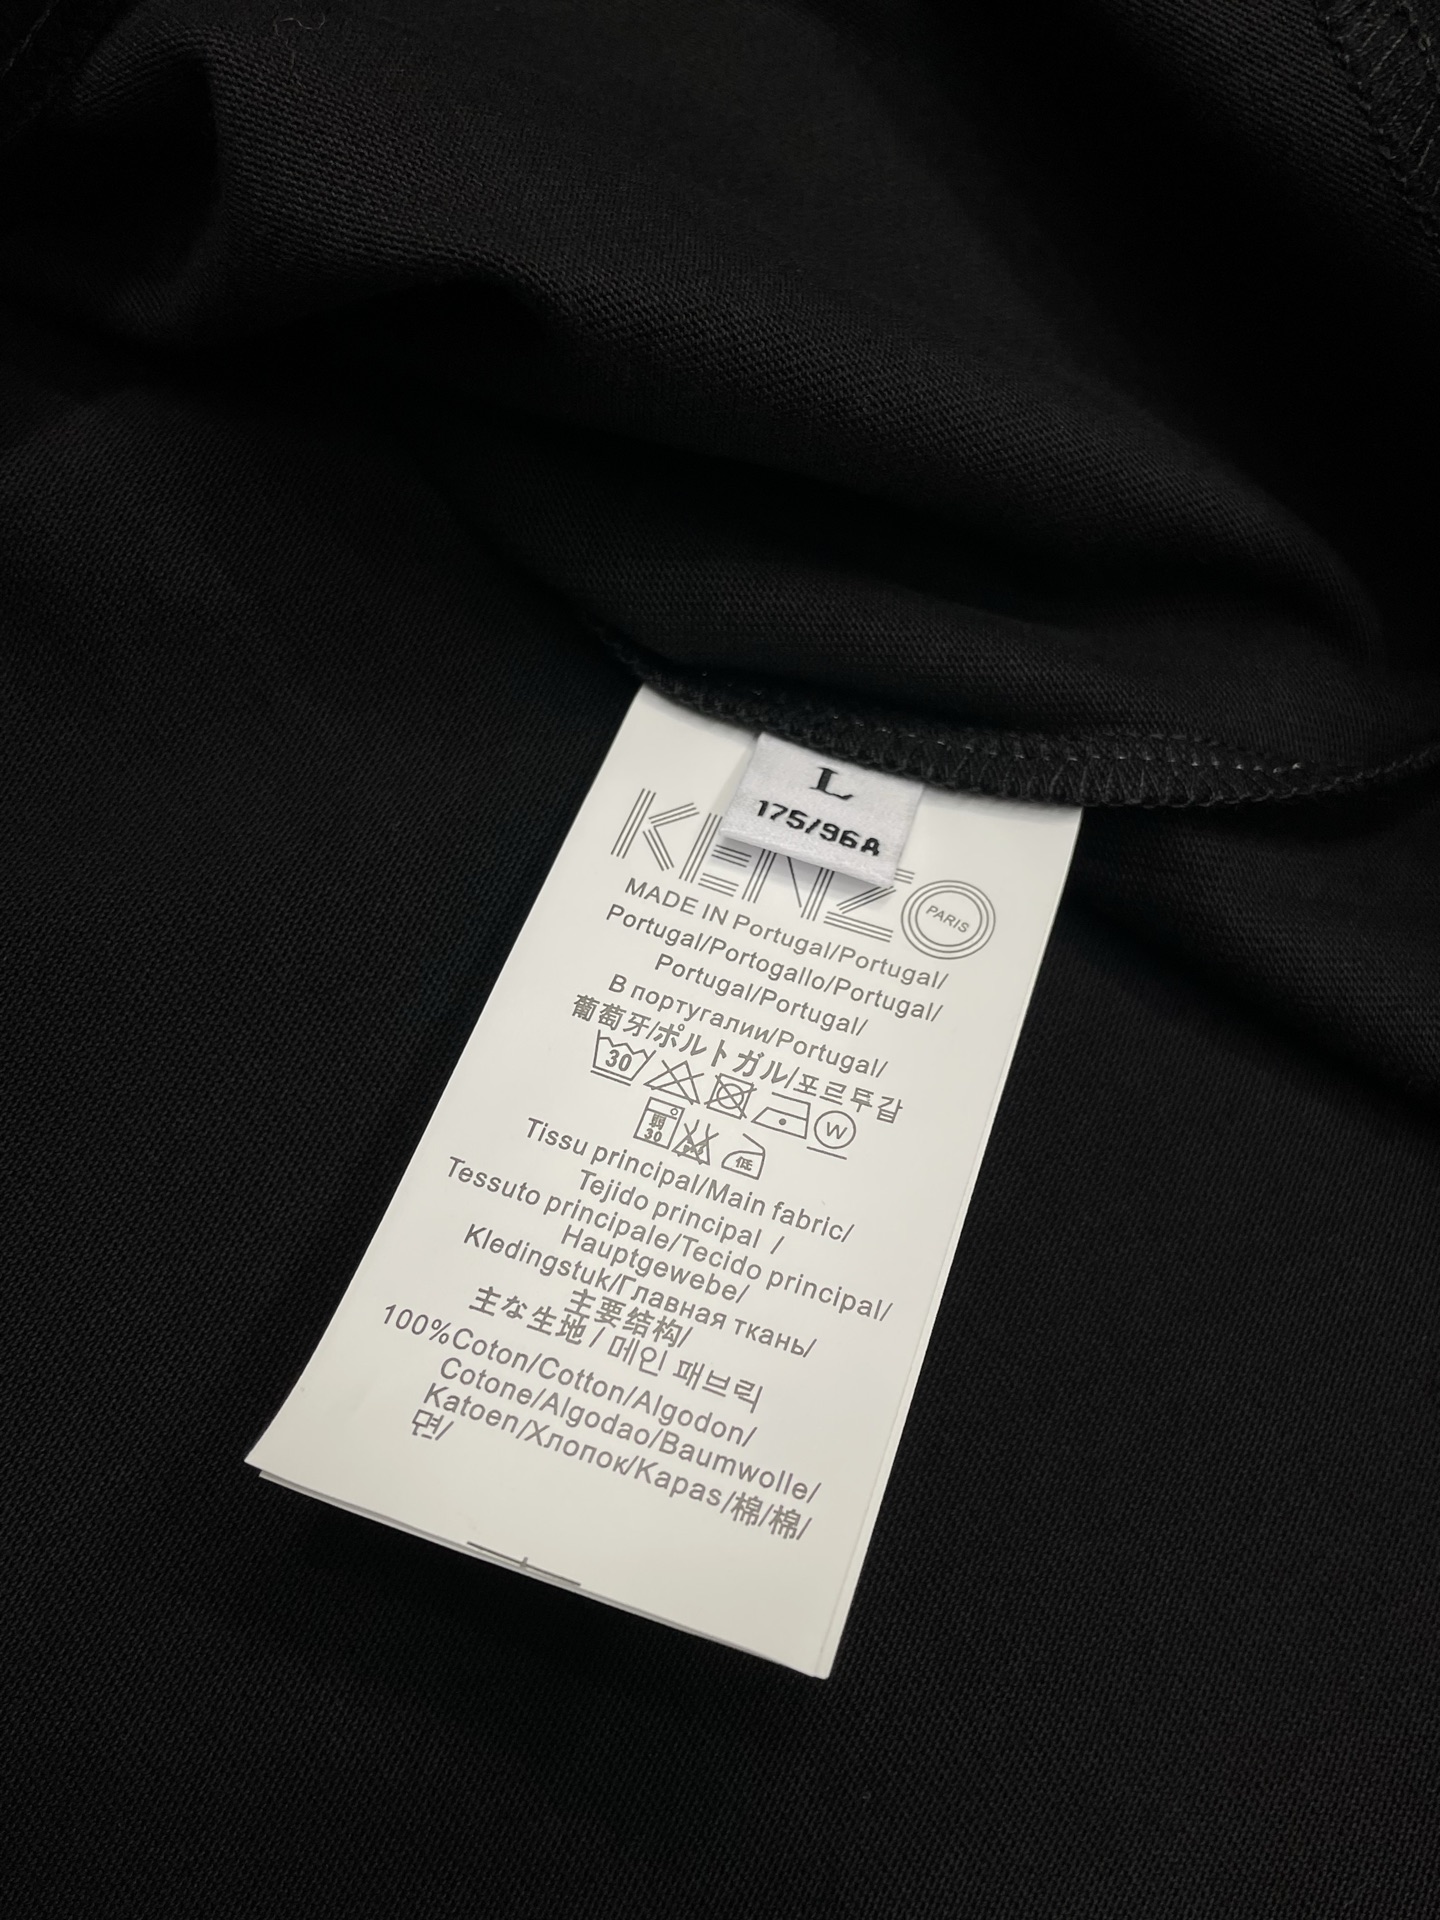 L
175/96A
KENZO
PARIS
MADE IN Portugal/Portugal/
Portugal/Portogallo/Portugal/
Portugal/Portugal/
В португалии/Portugal/
葡萄牙/ポルトガル/포르투갈
30
W
弱
30
低
Tissu principal/Main fabric/
Tejido principal /
Tessuto principale/Tecido principal/
Hauptgewebe/
Kledingstuk/Главная ткань/
主要结构/
主な生地/메인 패브릭
100%Coton/Cotton/Algodon/
Cotone/Algodao/Baumwolle/
Katoen/Хлопок/Kapas/棉/棉/
면/